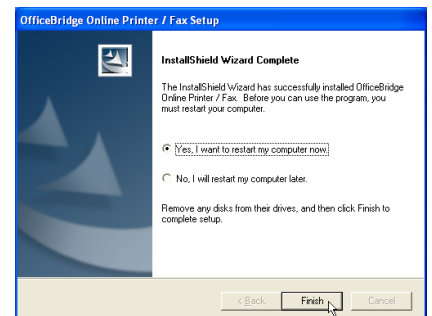 OfficeBridge Online Printer / Fax Setup
InstallShield Wizard Complete
The InstallShield Wizard has successfully installed OfficeBridge
Online Printer / Fax. Before you can use the program, you
must restart your computer.
Yes, I want to restart my computer now.
No, I will restart my computer later.
Remove any disks from their drives, and then click Finish to
complete setup.
< Back Finish Cancel